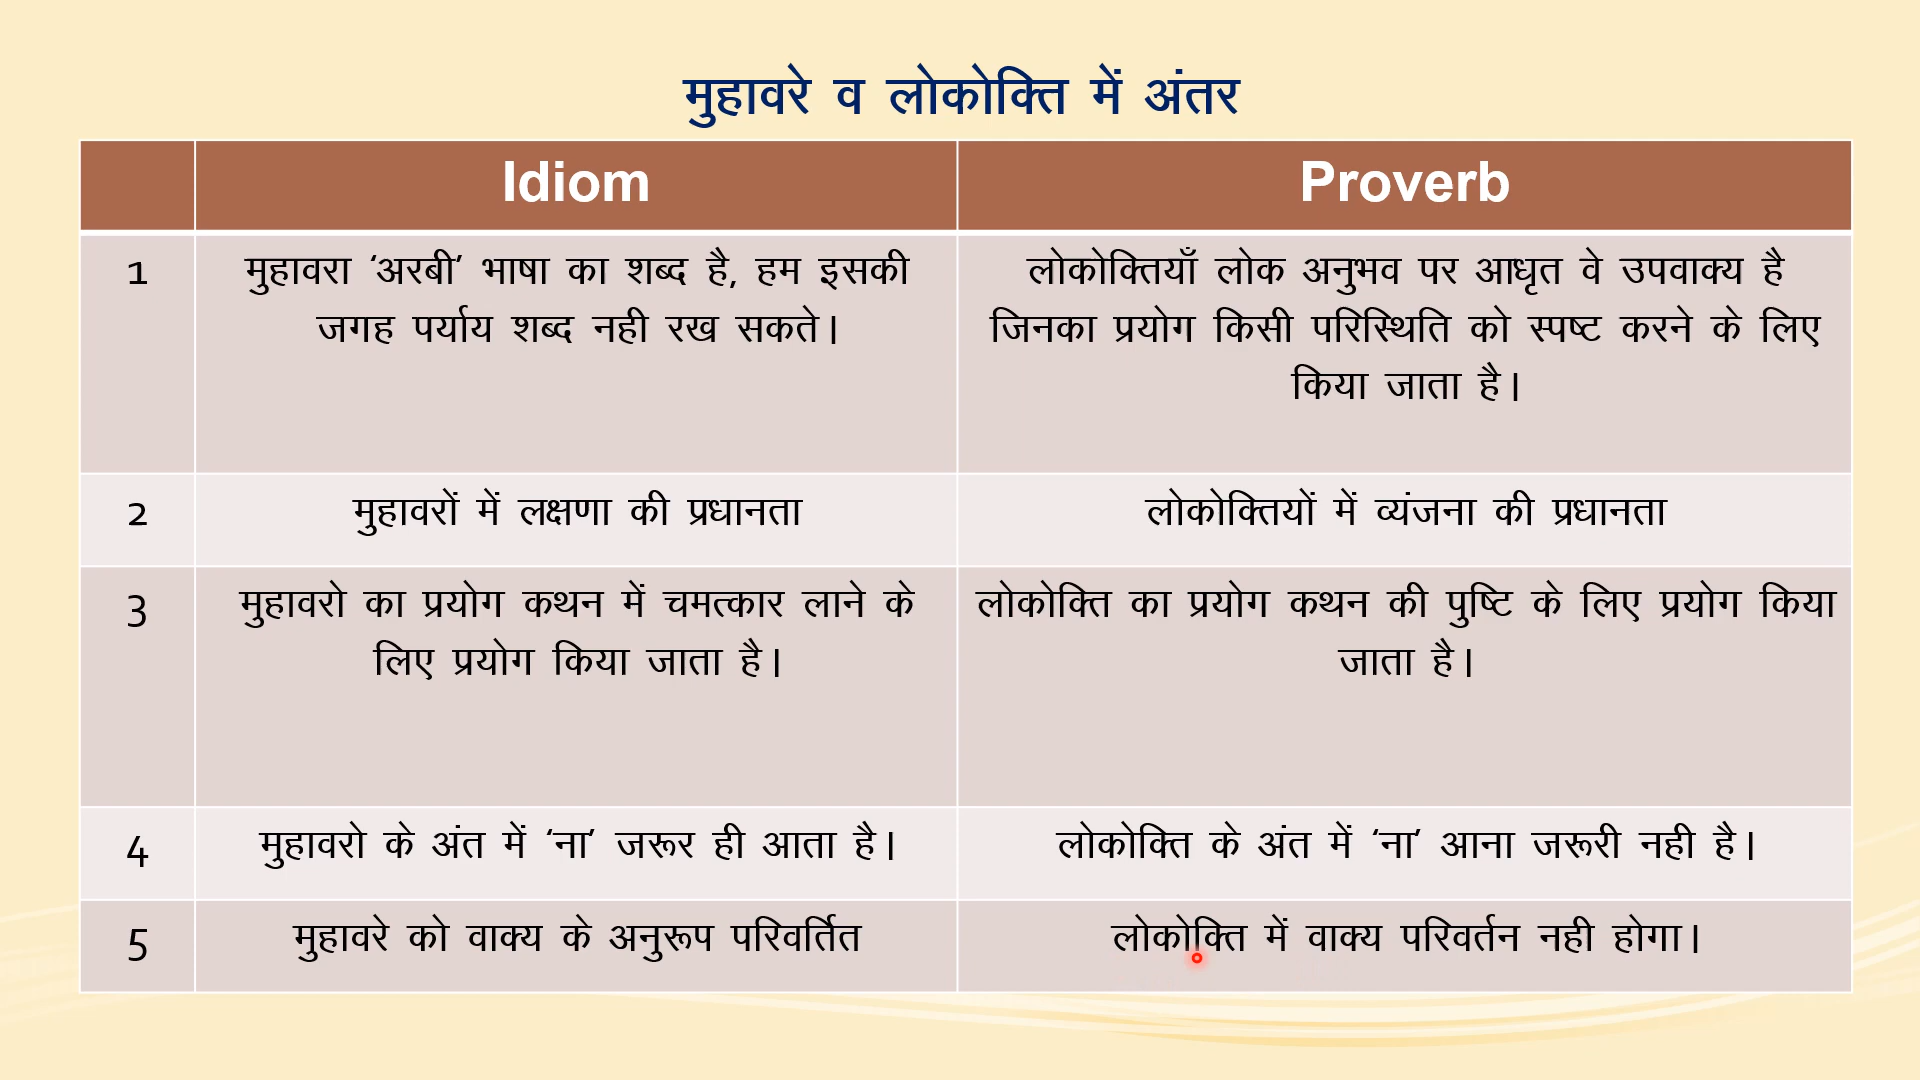 मुहावरे व लोकोक्ति में अंतर
Idiom
Proverb
1
मुहावरा ‘अरबी’ भाषा का शब्द है, हम इसकी
जगह पर्याय शब्द नही रख सकते।
लोकोक्तियाँ लोक अनुभव पर आधृत वे उपवाक्य है
जिनका प्रयोग किसी परिस्थिति को स्पष्ट करने के लिए
किया जाता है।
2
मुहावरों में लक्षणा की प्रधानता
लोकोक्तियों में व्यंजना की प्रधानता
3
मुहावरो का प्रयोग कथन में चमत्कार लाने के
लिए प्रयोग किया जाता है।
लोकोक्ति का प्रयोग कथन की पुष्टि के लिए प्रयोग किया
जाता है।
4
मुहावरो के अंत में ‘ना’ जरूर ही आता है।
लोकोक्ति के अंत में ‘ना’ आना जरूरी नही है।
5
मुहावरे को वाक्य के अनुरूप परिवर्तित
लोकोक्ति में वाक्य परिवर्तन नही होगा।